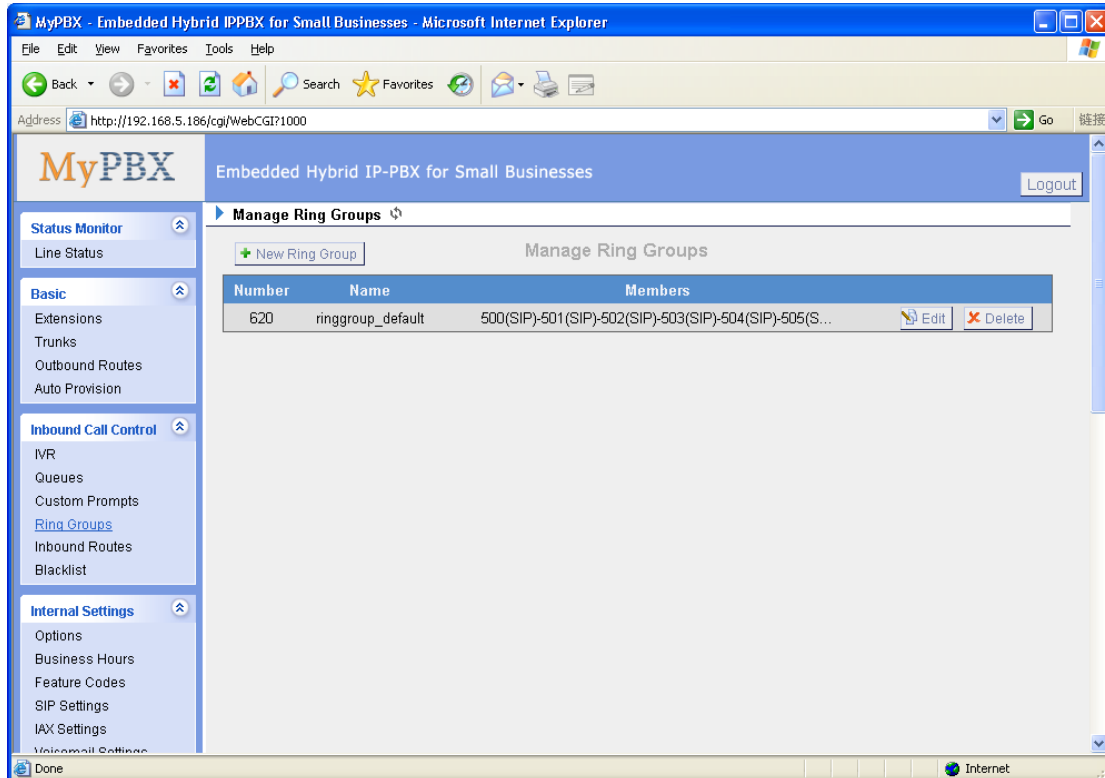 MyPBX - Embedded Hybrid IPPBX for Small Businesses - Microsoft Internet Explorer
File Edit View Favorites Tools Help
Back Search Favorites
Address http://192.168.5.186/cgi/WebCGI?1000 Go 链接
MyPBX
Embedded Hybrid IP-PBX for Small Businesses
Logout
Status Monitor
Line Status
Basic
Extensions
Trunks
Outbound Routes
Auto Provision
Inbound Call Control
IVR
Queues
Custom Prompts
Ring Groups
Inbound Routes
Blacklist
Internal Settings
Options
Business Hours
Feature Codes
SIP Settings
IAX Settings
Voicemail Settings
Manage Ring Groups
New Ring Group
Manage Ring Groups
Number Name Members
620 ringgroup_default 500(SIP)-501(SIP)-502(SIP)-503(SIP)-504(SIP)-505(S... Edit Delete
Done Internet